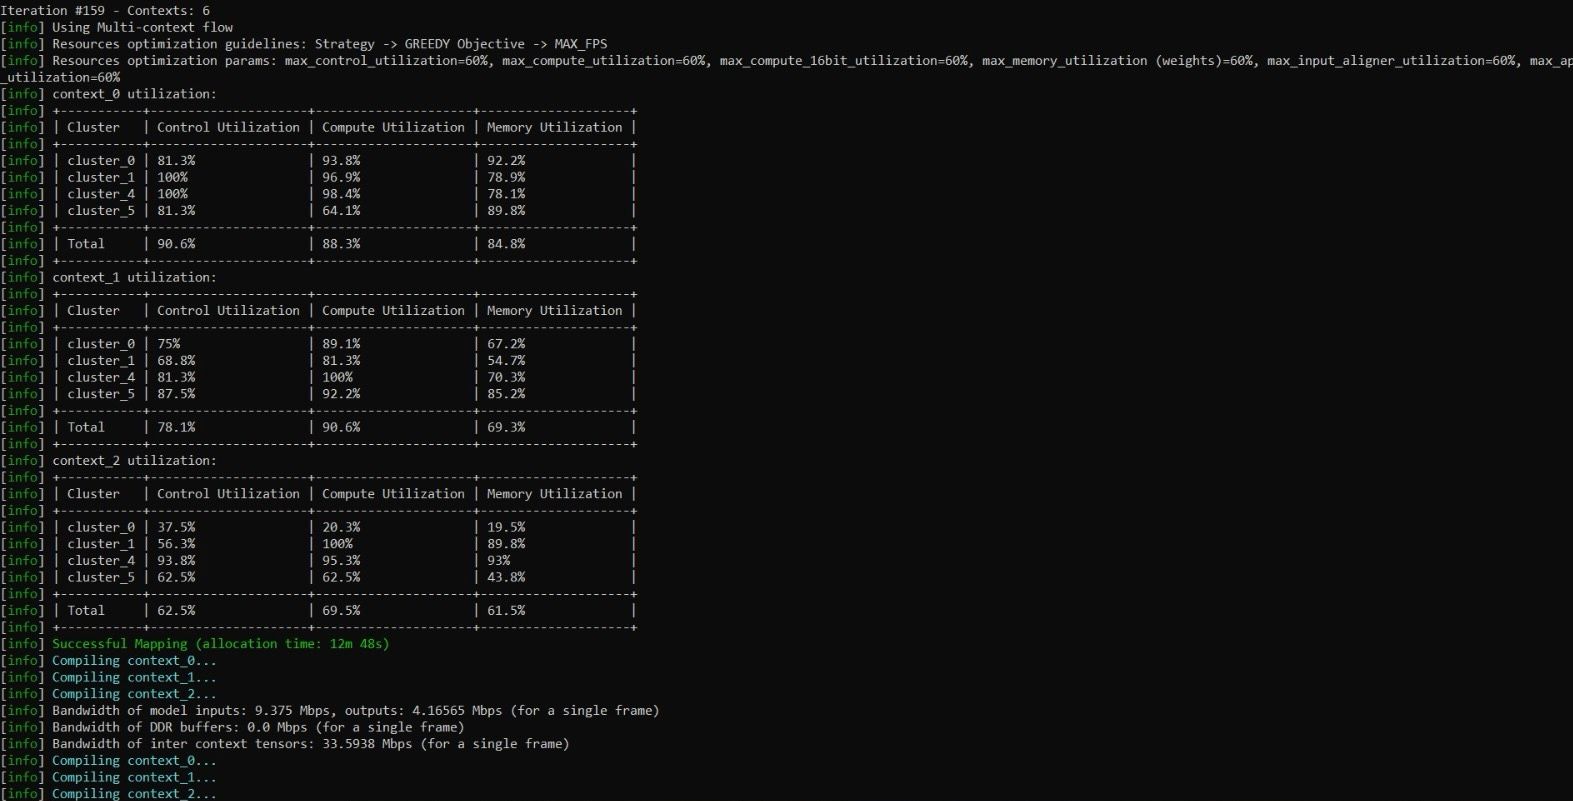 Iteration #159 - Contexts: 6
[info] Using Multi-context flow
[info] Resources optimization guidelines: Strategy -> GREEDY Objective -> MAX_FPS
[info] Resources optimization params: max_control_utilization=60%, max_compute_utilization=60%, max_compute_16bit_utilization=60%, max_memory_utilization (weights)=60%, max_input_aligner_utilization=60%, max_ap
_utilization=60%
[info] context_0 utilization:
[info] +-----------+---------------------+---------------------+--------------------+
[info] | Cluster   | Control Utilization | Compute Utilization | Memory Utilization |
[info] +-----------+---------------------+---------------------+--------------------+
[info] | cluster_0 | 81.3%               | 93.8%               | 92.2%              |
[info] | cluster_1 | 100%                | 96.9%               | 78.9%              |
[info] | cluster_4 | 100%                | 98.4%               | 78.1%              |
[info] | cluster_5 | 81.3%               | 64.1%               | 89.8%              |
[info] +-----------+---------------------+---------------------+--------------------+
[info] | Total     | 90.6%               | 88.3%               | 84.8%              |
[info] +-----------+---------------------+---------------------+--------------------+
[info] context_1 utilization:
[info] +-----------+---------------------+---------------------+--------------------+
[info] | Cluster   | Control Utilization | Compute Utilization | Memory Utilization |
[info] +-----------+---------------------+---------------------+--------------------+
[info] | cluster_0 | 75%                 | 89.1%               | 67.2%              |
[info] | cluster_1 | 68.8%               | 81.3%               | 54.7%              |
[info] | cluster_4 | 81.3%               | 100%                | 70.3%              |
[info] | cluster_5 | 87.5%               | 92.2%               | 85.2%              |
[info] +-----------+---------------------+---------------------+--------------------+
[info] | Total     | 78.1%               | 90.6%               | 69.3%              |
[info] +-----------+---------------------+---------------------+--------------------+
[info] context_2 utilization:
[info] +-----------+---------------------+---------------------+--------------------+
[info] | Cluster   | Control Utilization | Compute Utilization | Memory Utilization |
[info] +-----------+---------------------+---------------------+--------------------+
[info] | cluster_0 | 37.5%               | 20.3%               | 19.5%              |
[info] | cluster_1 | 56.3%               | 100%                | 89.8%              |
[info] | cluster_4 | 93.8%               | 95.3%               | 93%                |
[info] | cluster_5 | 62.5%               | 62.5%               | 43.8%              |
[info] +-----------+---------------------+---------------------+--------------------+
[info] | Total     | 62.5%               | 69.5%               | 61.5%              |
[info] +-----------+---------------------+---------------------+--------------------+
[info] Successful Mapping (allocation time: 12m 48s)
[info] Compiling context_0...
[info] Compiling context_1...
[info] Compiling context_2...
[info] Bandwidth of model inputs: 9.375 Mbps, outputs: 4.16565 Mbps (for a single frame)
[info] Bandwidth of DDR buffers: 0.0 Mbps (for a single frame)
[info] Bandwidth of inter context tensors: 33.5938 Mbps (for a single frame)
[info] Compiling context_0...
[info] Compiling context_1...
[info] Compiling context_2...